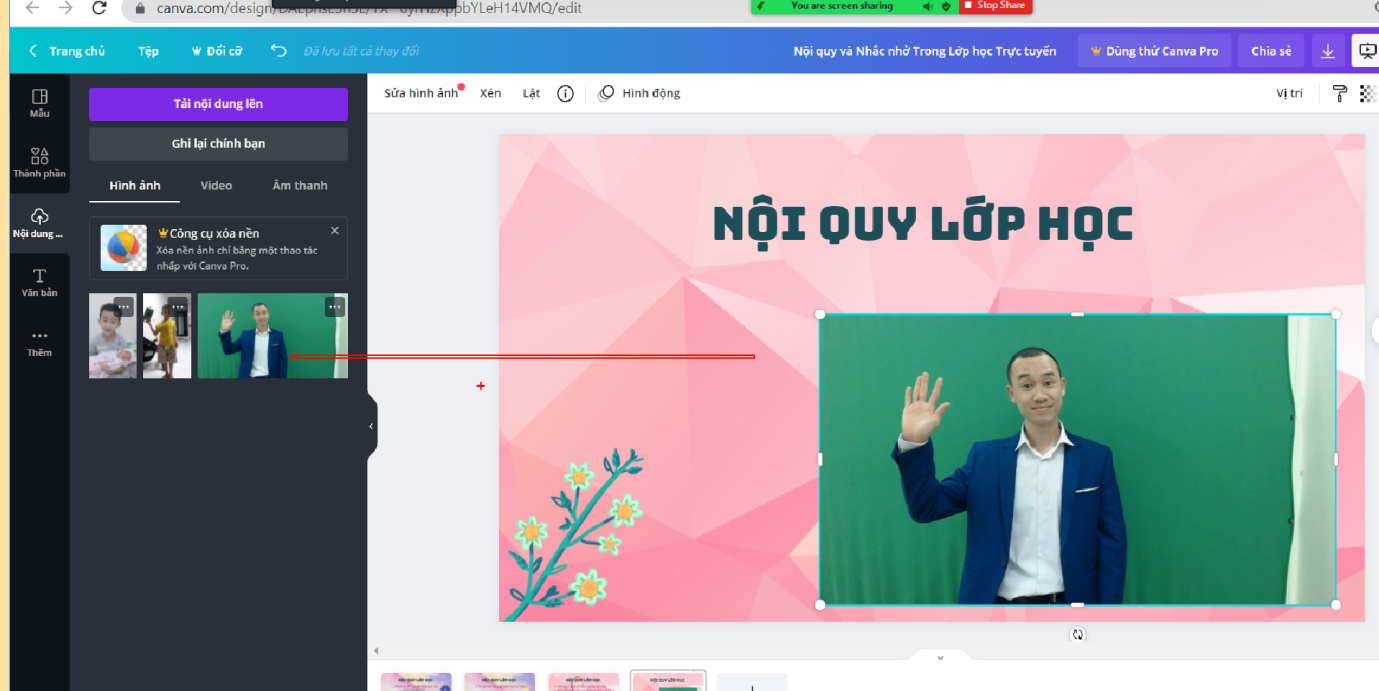 canva.com/design/
/edit
You are screen sharing
Stop Share
Trang chủ
Tệp
Đổi cỡ
Đã lưu tất cả thay đổi
Nội quy và Nhắc nhở Trong Lớp học Trực tuyến
Dùng thử Canva Pro
Chia sẻ
Mẫu
Thành phần
Nội dung ...
Văn bản
Thêm
Tải nội dung lên
Ghi lại chính bạn
Hình ảnh
Video
Âm thanh
Công cụ xóa nền
Xóa nền ảnh chỉ bằng một thao tác
nhấp với Canva Pro.
Sửa hình ảnh
Xén
Lật
Hình động
Vị trí
NỘI QUY LỚP HỌC